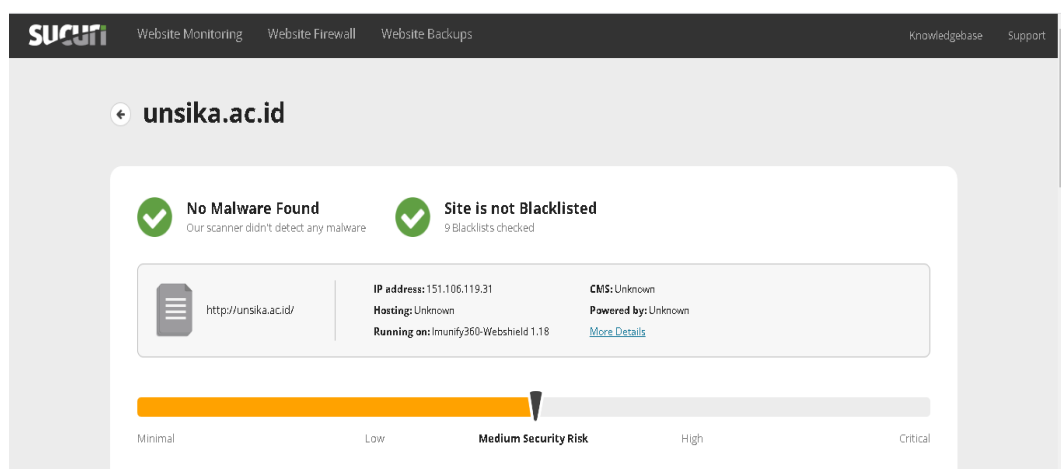 SUCURI Website Monitoring Website Firewall Website Backups Knowledgebase Support
unsika.ac.id
No Malware Found
Our scanner didn't detect any malware
Site is not Blacklisted
9 Blacklists checked
http://unsika.ac.id/
IP address: 151.106.119.31
Hosting: Unknown
Running on: Imunify360-Webshield 1.18
CMS: Unknown
Powered by: Unknown
More Details
Minimal Low Medium Security Risk High Critical